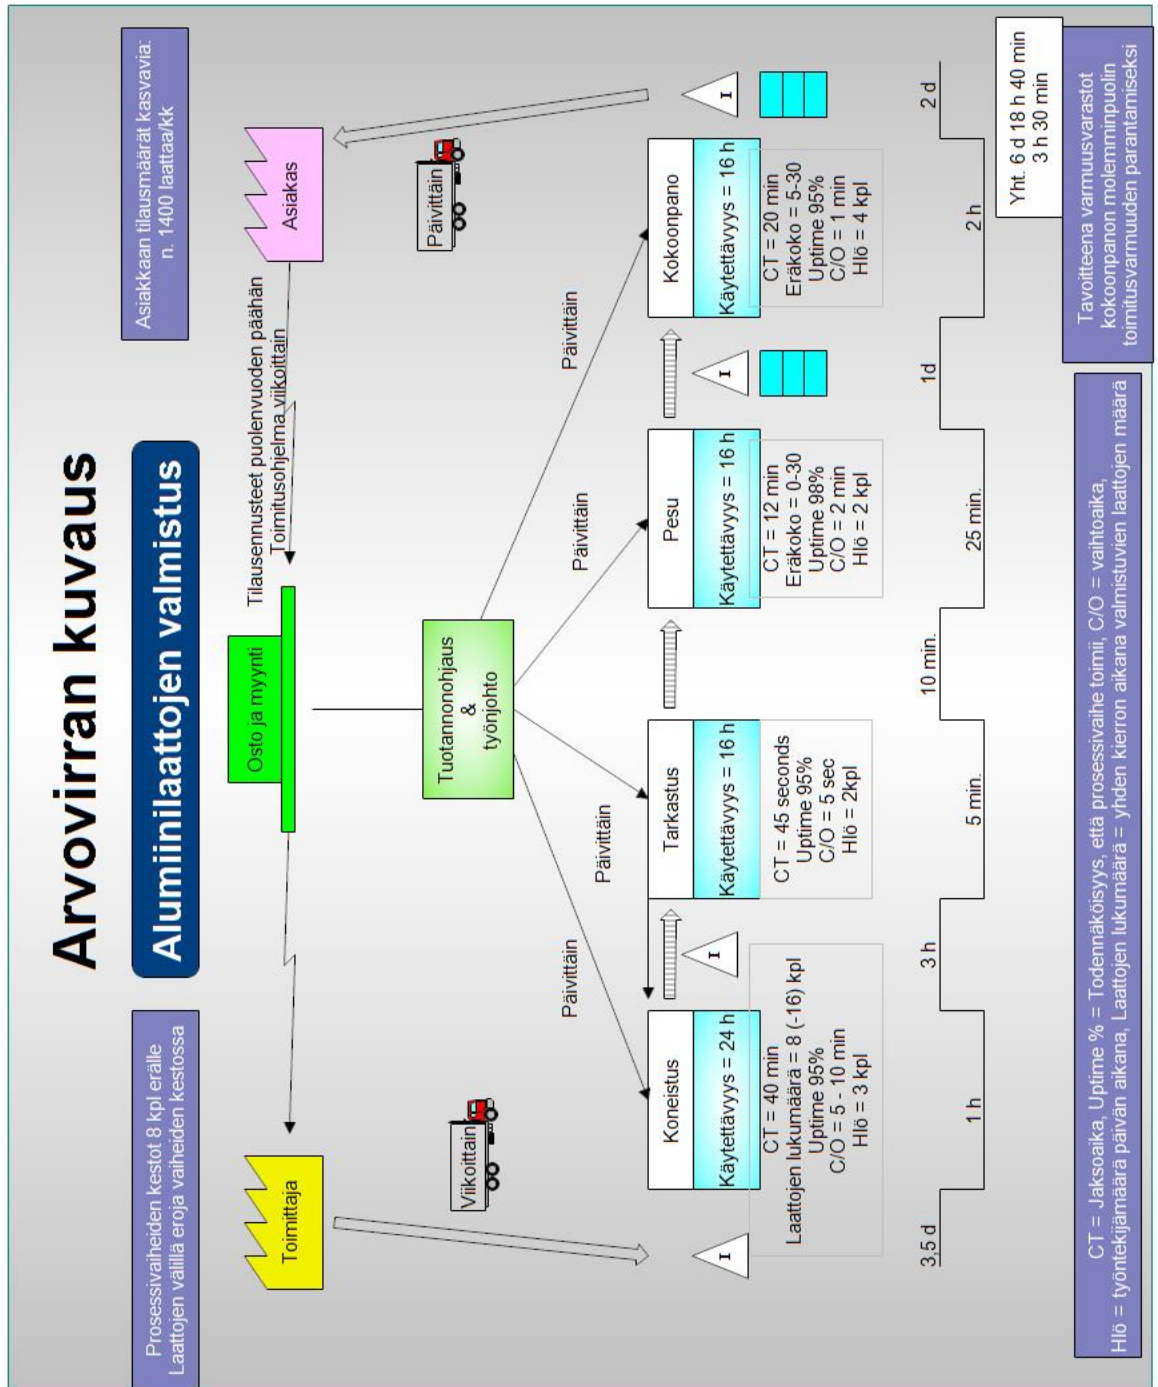 Arvovirran kuvaus
Alumiinilaattojen valmistus
Prosessivaiheiden kestot 8 kpl erälle
Laattojen välillä eroja vaiheiden kestossa
Asiakkaan tilausmäärät kasvavia:
n. 1400 laattaa/kk
Toimittaja
Osto ja myynti
Tilausennusteet puolenvuoden päähän
Toimitusohjelma viikoittain
Asiakas
Viikoittain
Tuotannonohjaus
&
työnjohto
Päivittäin
Päivittäin
Päivittäin
Päivittäin
Päivittäin
I
Koneistus
Käytettävyys = 24 h
CT = 40 min
Laattojen lukumäärä = 8 (-16) kpl
Uptime 95%
C/O = 5 - 10 min
Hlö = 3 kpl
I
Tarkastus
Käytettävyys = 16 h
CT = 45 seconds
Uptime 95%
C/O = 5 sec
Hlö = 2kpl
Pesu
Käytettävyys = 16 h
CT = 12 min
Eräkoko = 0-30
Uptime 98%
C/O = 2 min
Hlö = 2 kpl
I
Kokoonpano
Käytettävyys = 16 h
CT = 20 min
Eräkoko = 5-30
Uptime 95%
C/O = 1 min
Hlö = 4 kpl
I
3,5 d
1 h
3 h
5 min.
10 min.
25 min.
1d
2 h
2 d
Yht. 6 d 18 h 40 min
3 h 30 min
CT = Jaksoaika, Uptime % = Todennäköisyys, että prosessivaihe toimii, C/O = vaihtoaika,
Hlö = työntekijämäärä päivän aikana, Laattojen lukumäärä = yhden kierron aikana valmistuvien laattojen määrä
Tavoitteena varmuusvarastot
kokoonpanon molemminpuolin
toimitusvarmuuden parantamiseksi